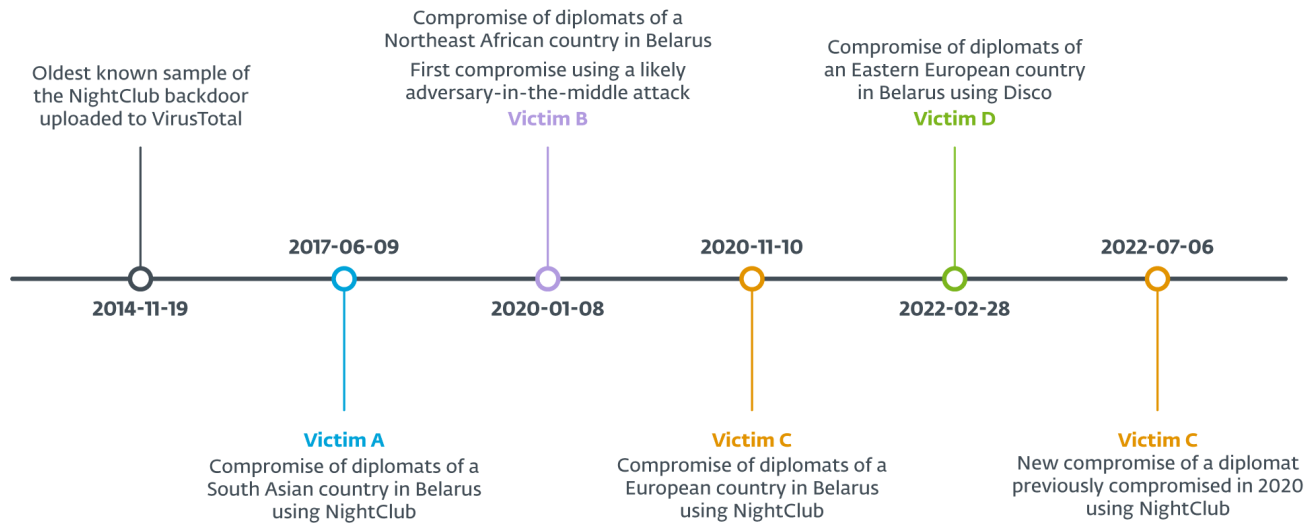 Oldest known sample of
the NightClub backdoor
uploaded to VirusTotal
2014-11-19
2017-06-09
Victim A
Compromise of diplomats of a
South Asian country in Belarus
using NightClub
Compromise of diplomats of a
Northeast African country in Belarus
First compromise using a likely
adversary-in-the-middle attack
Victim B
2020-01-08
2020-11-10
Victim C
Compromise of diplomats of a
European country in Belarus
using NightClub
Compromise of diplomats of
an Eastern European country
in Belarus using Disco
Victim D
2022-02-28
2022-07-06
Victim C
New compromise of a diplomat
previously compromised in 2020
using NightClub